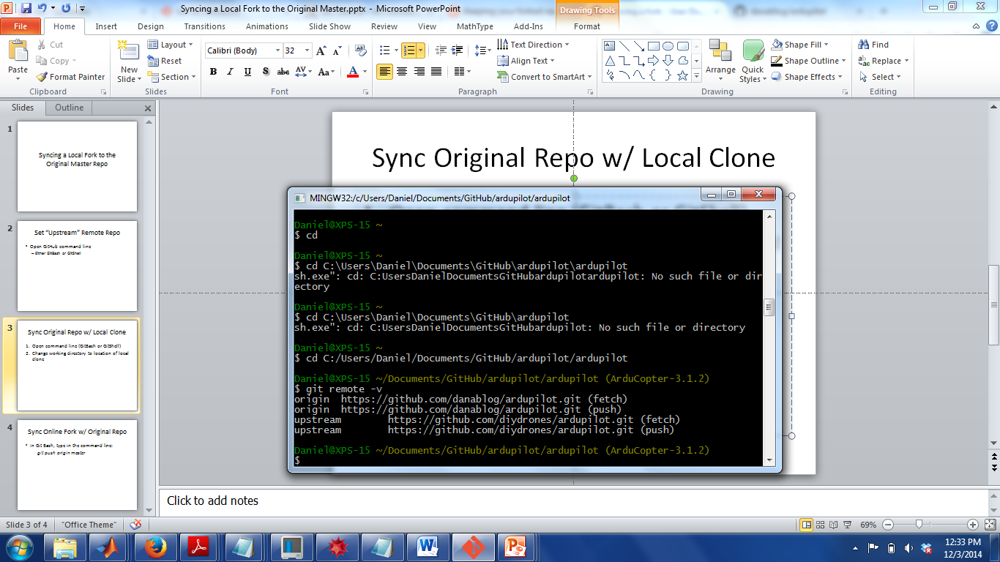 Syncing a Local Fork to the Original Master.pptx - Microsoft PowerPoint
Drawing Tools
File Home Insert Design Transitions Animations Slide Show Review View MathType Add-Ins Format
Paste
Cut
Copy
Format Painter
Clipboard
New Slide
Layout
Reset
Section
Slides
Calibri (Body) 32
B I U S abc AV Aa A
Font
Text Direction
Align Text
Convert to SmartArt
Paragraph
Arrange
Quick Styles
Shape Fill
Shape Outline
Shape Effects
Drawing
Find
Replace
Select
Editing
Slides Outline
1
Syncing a Local Fork to the
Original Master Repo
2
Set “Upstream” Remote Repo
• Open GitHub command line
– Either GitBash or GitShell
3
Sync Original Repo w/ Local Clone
1. Open command line (GitBash or GitShell)
2. Change working directory to location of local
clone
4
Sync Online Fork w/ Original Repo
• In Git Bash, type in the command line:
git push origin master
Sync Original Repo w/ Local Clone
MINGW32:/c/Users/Daniel/Documents/GitHub/ardupilot/ardupilot
Daniel@XPS-15 ~
$ cd
Daniel@XPS-15 ~
$ cd C:\Users\Daniel\Documents\GitHub\ardupilot\ardupilot
sh.exe": cd: C:UsersDanielDocumentsGitHubardupilotardupilot: No such file or dir
ectory
Daniel@XPS-15 ~
$ cd C:\Users\Daniel\Documents\GitHub\ardupilot
sh.exe": cd: C:UsersDanielDocumentsGitHubardupilot: No such file or directory
Daniel@XPS-15 ~
$ cd C:/Users/Daniel/Documents/GitHub/ardupilot/ardupilot
Daniel@XPS-15 ~/Documents/GitHub/ardupilot/ardupilot (ArduCopter-3.1.2)
$ git remote -v
origin https://github.com/danablog/ardupilot.git (fetch)
origin https://github.com/danablog/ardupilot.git (push)
upstream https://github.com/diydrones/ardupilot.git (fetch)
upstream https://github.com/diydrones/ardupilot.git (push)
Daniel@XPS-15 ~/Documents/GitHub/ardupilot/ardupilot (ArduCopter-3.1.2)
$
Click to add notes
Slide 3 of 4 "Office Theme" 69%
12:33 PM
12/3/2014